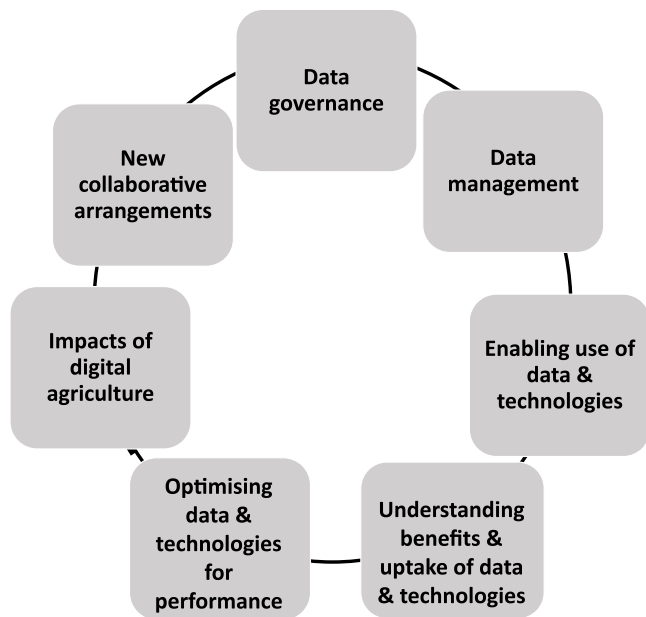 Data
governance
Data
management
Enabling use of
data &
technologies
Understanding
benefits &
uptake of data
& technologies
Optimising
data &
technologies
for
performance
Impacts of
digital
agriculture
New
collaborative
arrangements